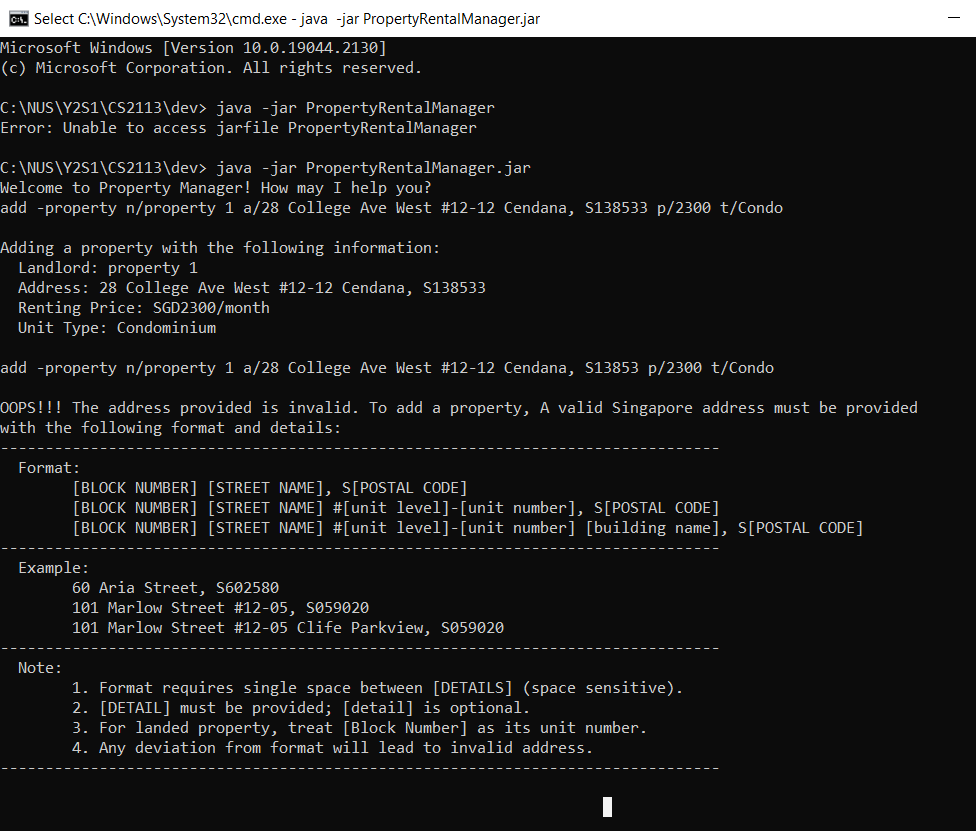 Select C:\Windows\System32\cmd.exe - java  -jar PropertyRentalManager.jar
Microsoft Windows [Version 10.0.19044.2130]
(c) Microsoft Corporation. All rights reserved.
C:\NUS\Y2S1\CS2113\dev> java -jar PropertyRentalManager
Error: Unable to access jarfile PropertyRentalManager
C:\NUS\Y2S1\CS2113\dev> java -jar PropertyRentalManager.jar
Welcome to Property Manager! How may I help you?
add -property n/property 1 a/28 College Ave West #12-12 Cendana, S138533 p/2300 t/Condo
Adding a property with the following information:
  Landlord: property 1
  Address: 28 College Ave West #12-12 Cendana, S138533
  Renting Price: SGD2300/month
  Unit Type: Condominium
add -property n/property 1 a/28 College Ave West #12-12 Cendana, S13853 p/2300 t/Condo
OOPS!!! The address provided is invalid. To add a property, A valid Singapore address must be provided
with the following format and details:
--------------------------------------------------------------------------------
  Format:
        [BLOCK NUMBER] [STREET NAME], S[POSTAL CODE]
        [BLOCK NUMBER] [STREET NAME] #[unit level]-[unit number], S[POSTAL CODE]
        [BLOCK NUMBER] [STREET NAME] #[unit level]-[unit number] [building name], S[POSTAL CODE]
--------------------------------------------------------------------------------
  Example:
        60 Aria Street, S602580
        101 Marlow Street #12-05, S059020
        101 Marlow Street #12-05 Clife Parkview, S059020
--------------------------------------------------------------------------------
  Note:
        1. Format requires single space between [DETAILS] (space sensitive).
        2. [DETAIL] must be provided; [detail] is optional.
        3. For landed property, treat [Block Number] as its unit number.
        4. Any deviation from format will lead to invalid address.
--------------------------------------------------------------------------------